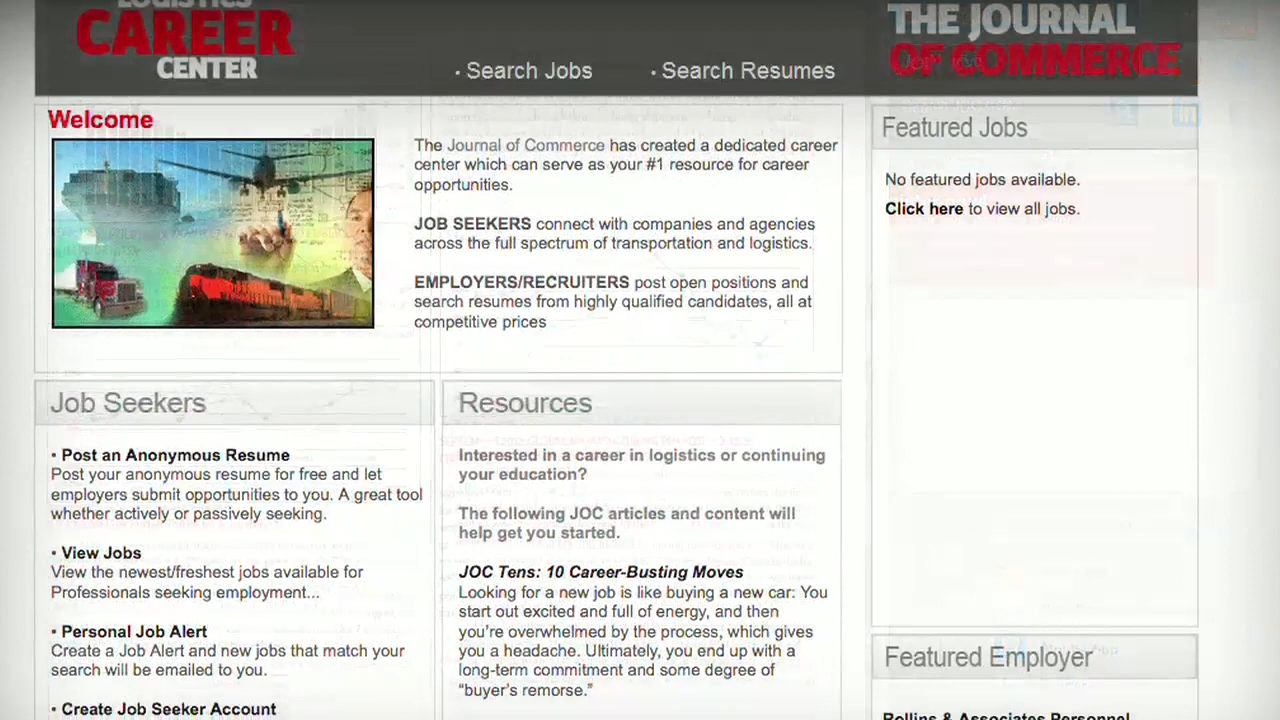 LOGISTICS
CAREER
CENTER
• Search Jobs
• Search Resumes
THE JOURNAL
OF COMMERCE
Welcome
The Journal of Commerce has created a dedicated career
center which can serve as your #1 resource for career
opportunities.
JOB SEEKERS connect with companies and agencies
across the full spectrum of transportation and logistics.
EMPLOYERS/RECRUITERS post open positions and
search resumes from highly qualified candidates, all at
competitive prices
Featured Jobs
No featured jobs available.
Click here to view all jobs.
Job Seekers
• Post an Anonymous Resume
Post your anonymous resume for free and let
employers submit opportunities to you. A great tool
whether actively or passively seeking.
• View Jobs
View the newest/freshest jobs available for
Professionals seeking employment...
• Personal Job Alert
Create a Job Alert and new jobs that match your
search will be emailed to you.
• Create Job Seeker Account
Resources
Interested in a career in logistics or continuing
your education?
The following JOC articles and content will
help get you started.
JOC Tens: 10 Career-Busting Moves
Looking for a new job is like buying a new car: You
start out excited and full of energy, and then
you're overwhelmed by the process, which gives
you a headache. Ultimately, you end up with a
long-term commitment and some degree of
“buyer's remorse.”
Featured Employer
Rollins & Associates Personnel